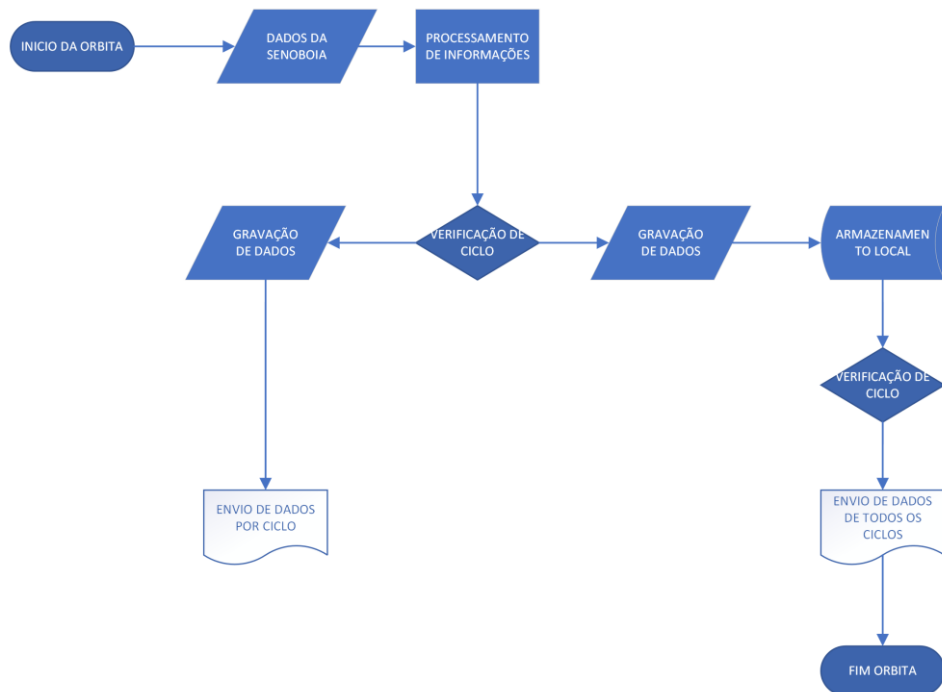 INICIO DA ORBITA
DADOS DA
SENOBOIA
PROCESSAMENTO
DE INFORMAÇÕES
GRAVAÇÃO
DE DADOS
VERIFICAÇÃO DE
CICLO
GRAVAÇÃO
DE DADOS
ARMAZENAMEN
TO LOCAL
VERIFICAÇÃO DE
CICLO
ENVIO DE DADOS
POR CICLO
ENVIO DE DADOS
DE TODOS OS
CICLOS
FIM ORBITA